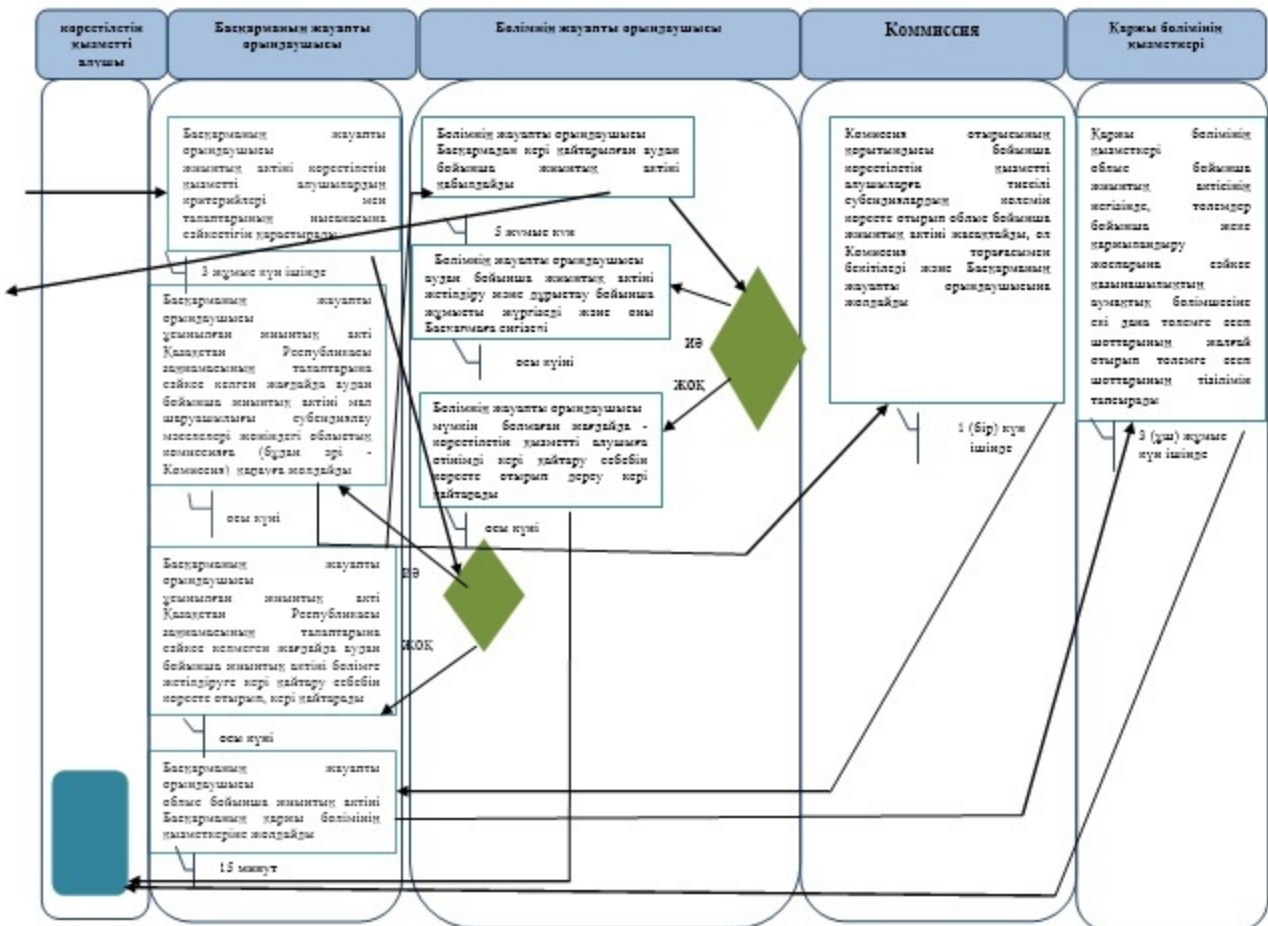 көрсетілетін
қызметті
алушы
Басқарманың жауапты
орындаушысы
Бөлімнің жауапты орындаушысы
Коммиссия
Қаржы бөлімінің
қызметкері
Басқарманың жауапты
орындаушысы
жиынтық актіні көрсетілетін
қызметті алушылардың
критерийлері мен
талаптарының нысанасына
сәйкестігін қарастырады
3 жұмыс күн ішінде
Басқарманың жауапты
орындаушысы
ұсынылған жиынтық акті
Қазақстан Республикасы
заңнамасының талаптарына
сәйкес келген жағдайда аудан
бойынша жиынтық актіні мал
шаруашылығы субсидиялау
мәселелері жөніндегі облыстық
комиссияға (бұдан әрі -
Комиссия) қарауға жолдайды
осы күні
Басқарманың жауапты
орындаушысы
ұсынылған жиынтық акті
Қазақстан Республикасы
заңнамасының талаптарына
сәйкес келмеген жағдайда аудан
бойынша жиынтық актіні бөлімге
жетілдіруге кері қайтару себебін
көрсете отырып, кері қайтарады
осы күні
Басқарманың жауапты
орындаушысы
облыс бойынша жиынтық актіні
Басқарманың қаржы бөлімінің
қызметкеріне жолдайды
15 минут
Бөлімнің жауапты орындаушысы
Басқармадан кері қайтарылған аудан
бойынша жиынтық актіні
қабылдайды
5 жұмыс күн
Бөлімнің жауапты орындаушысы
аудан бойынша жиынтық актіні
жетілдіру және дұрыстау бойынша
жұмысты жүргізеді және оны
Басқармаға енгізеді
осы күіні
Бөлімнің жауапты орындаушысы
мүмкін болмаған жағдайда -
көрсетілетін қызметті алушыға
өтінімді кері қайтару себебін
көрсете отырып дереу кері
қайтарады
осы күні
иә
жоқ
иә
жоқ
Комиссия отырысының
қорытындысы бойынша
көрсетілетін қызметті
алушыларға тиесілі
субсидиялардың көлемін
көрсете отырып облыс бойынша
жиынтық актіні жасақтайды, ол
Комиссия торағасымен
бекітіледі және Басқарманың
жауапты орындаушысына
жолдайды
1 (бір) күн
ішінде
Қаржы бөлімінің
қызметкері
облыс бойынша
жиынтық актісінің
негізінде, төлемдер
бойынша жеке
қаржыландыру
жоспарына сәйкес
қазынашылықтың
аумақтық бөлімшесіне
екі дана төлемге есеп
шоттарының жалғай
отырып төлемге есеп
шоттарының тізілімін
тапсырады
3 (үш) жұмыс
күн ішінде